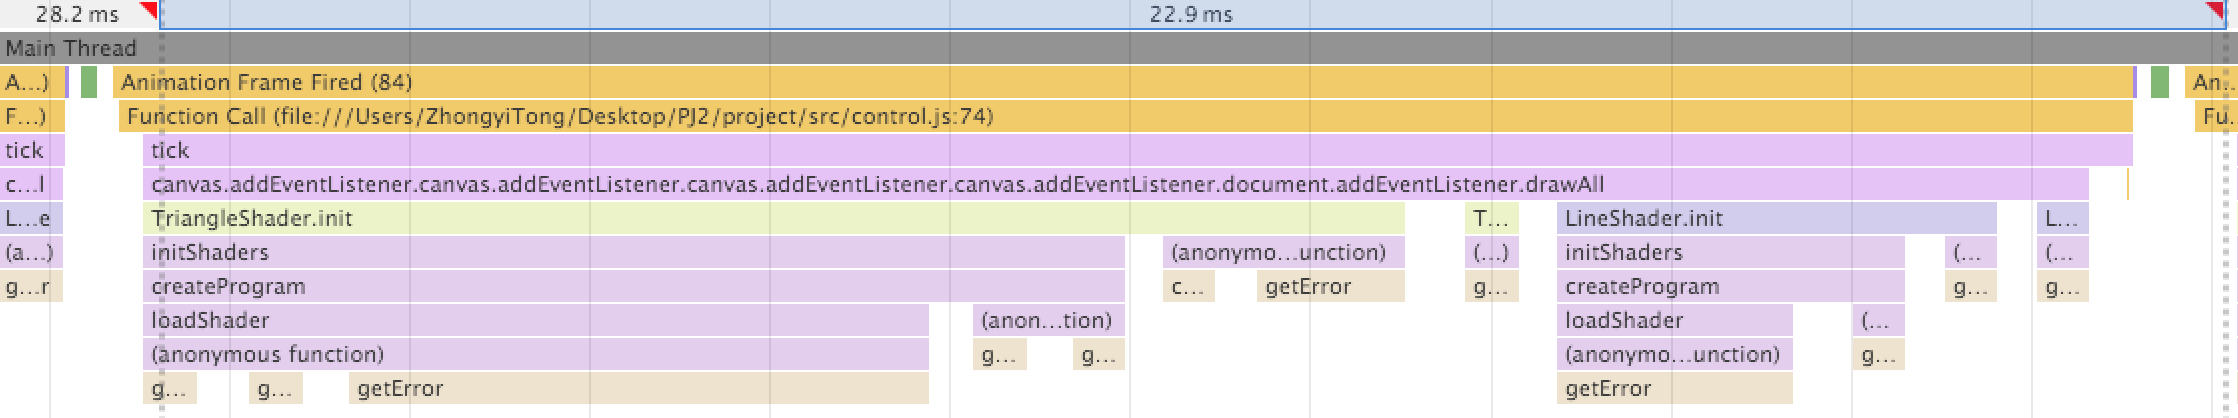 28.2 ms 22.9 ms
Main Thread
A...) Animation Frame Fired (84) An...
F...) Function Call (file:///Users/ZhongyiTong/Desktop/PJ2/project/src/control.js:74) Fu...
tick tick
c...l canvas.addEventListener.canvas.addEventListener.canvas.addEventListener.canvas.addEventListener.document.addEventListener.drawAll
L...e TriangleShader.init T... LineShader.init L...
(a...) initShaders (anonymo...unction) (...) initShaders (... (...
g...r createProgram c... getError g... createProgram g... g...
loadShader (anon...tion) loadShader (...
(anonymous function) g... g... (anonymo...unction) g...
g... g... getError getError